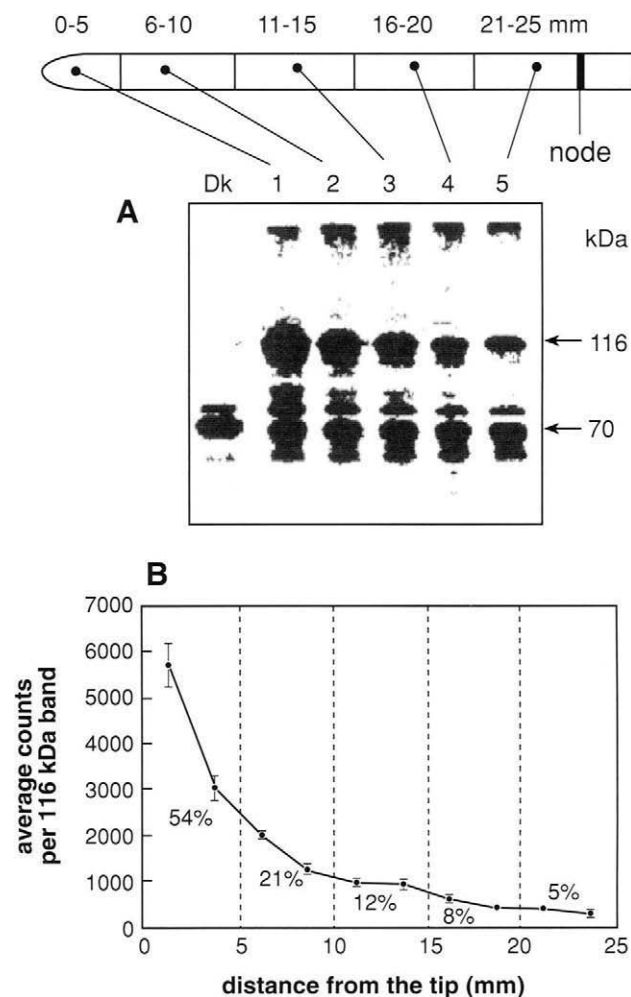 0-5 6-10 11-15 16-20 21-25 mm
node
Dk 1 2 3 4 5
A
kDa
116
70
B
7000
6000
5000
4000
3000
2000
1000
0
average counts
per 116 kDa band
54%
21%
12%
8%
5%
0 5 10 15 20 25
distance from the tip (mm)